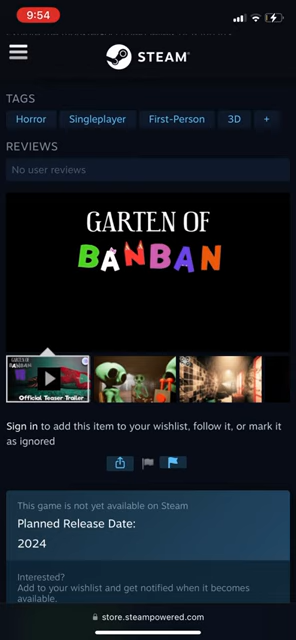 9:54
STEAM
TAGS
Horror Singleplayer First-Person 3D +
REVIEWS
No user reviews
GARTEN OF
BANBAN
GARTEN OF
BANBAN
Official Teaser Trailer
Sign in to add this item to your wishlist, follow it, or mark it
as ignored
This game is not yet available on Steam
Planned Release Date:
2024
Interested?
Add to your wishlist and get notified when it becomes
available.
store.steampowered.com